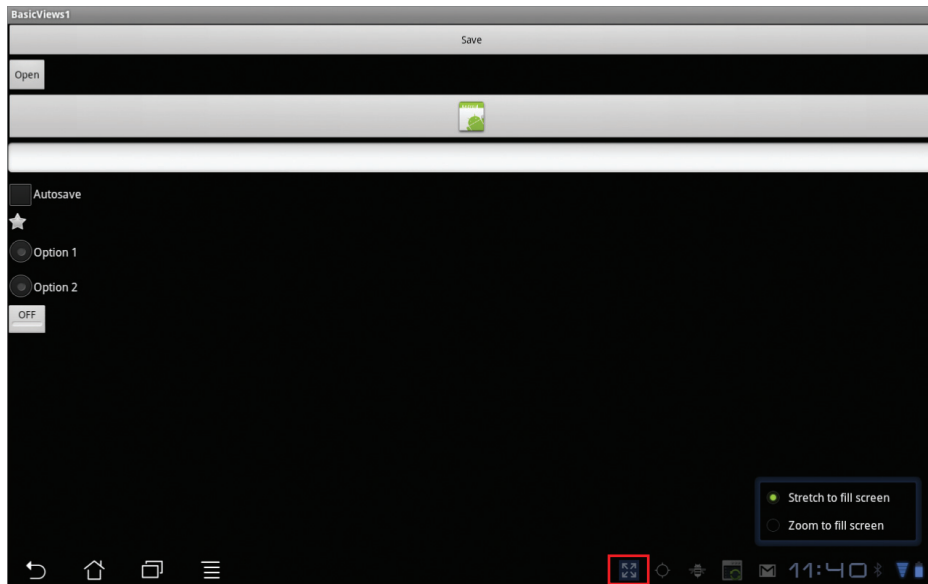 BasicViews1
Save
Open
Autosave
Option 1
Option 2
OFF
Stretch to fill screen
Zoom to fill screen
11:40